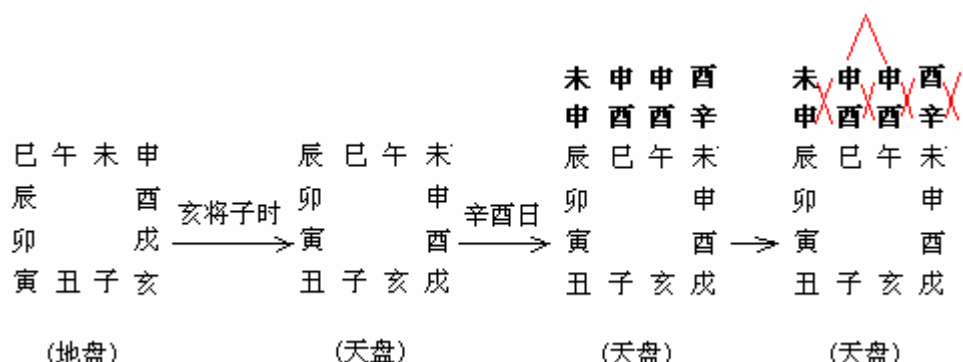 未 申 申 酉 未 申 申 酉
申 酉 酉 辛 申 酉 酉 辛
巳 午 未 申 辰 巳 午 未 辰 巳 午 未 辰 巳 午 未
辰 酉 卯 申 卯 申 卯 申
亥将子时 辛酉日
卯 戌 寅 酉 寅 酉 寅 酉
寅 丑 子 亥 丑 子 亥 戌 丑 子 亥 戌 丑 子 亥 戌
(地盘) (天盘) (天盘) (天盘)